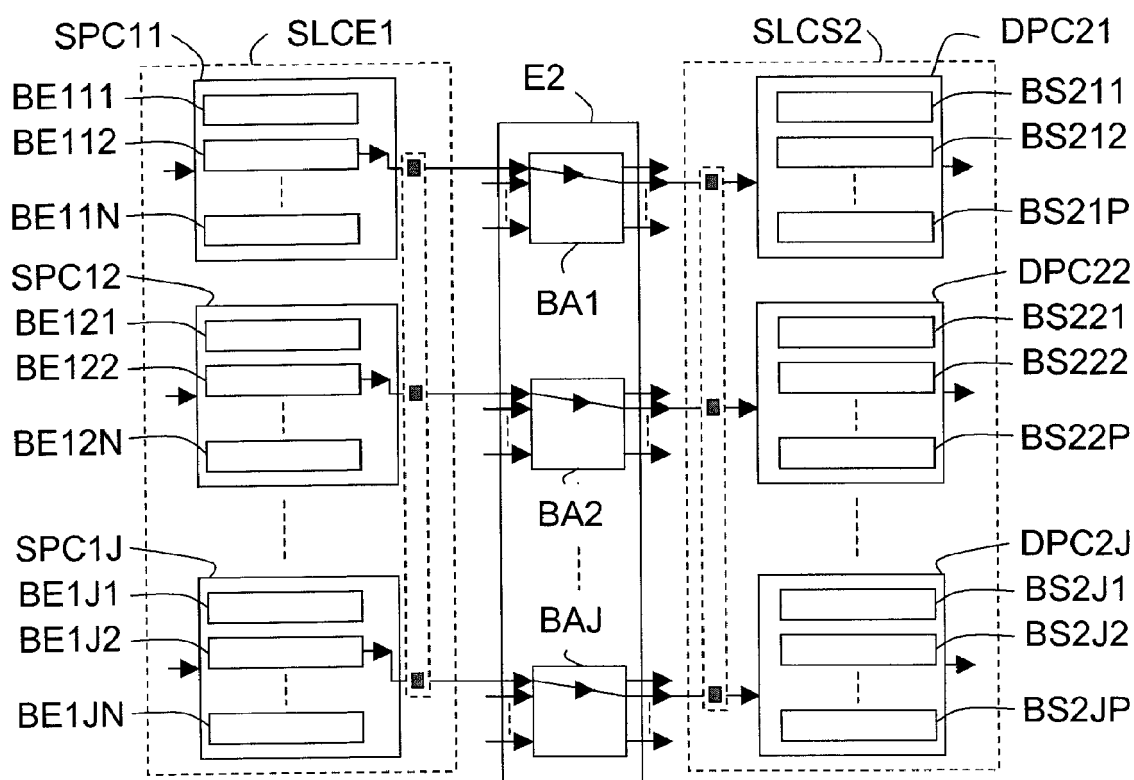 SPC11 SLCE1 E2 SLCS2 DPC21
BE111 BS211
BE112 BS212
BE11N BS21P
SPC12 BA1 DPC22
BE121 BS221
BE122 BS222
BE12N BS22P
BA2
SPC1J DPC2J
BE1J1 BAJ BS2J1
BE1J2 BS2J2
BE1JN BS2JP